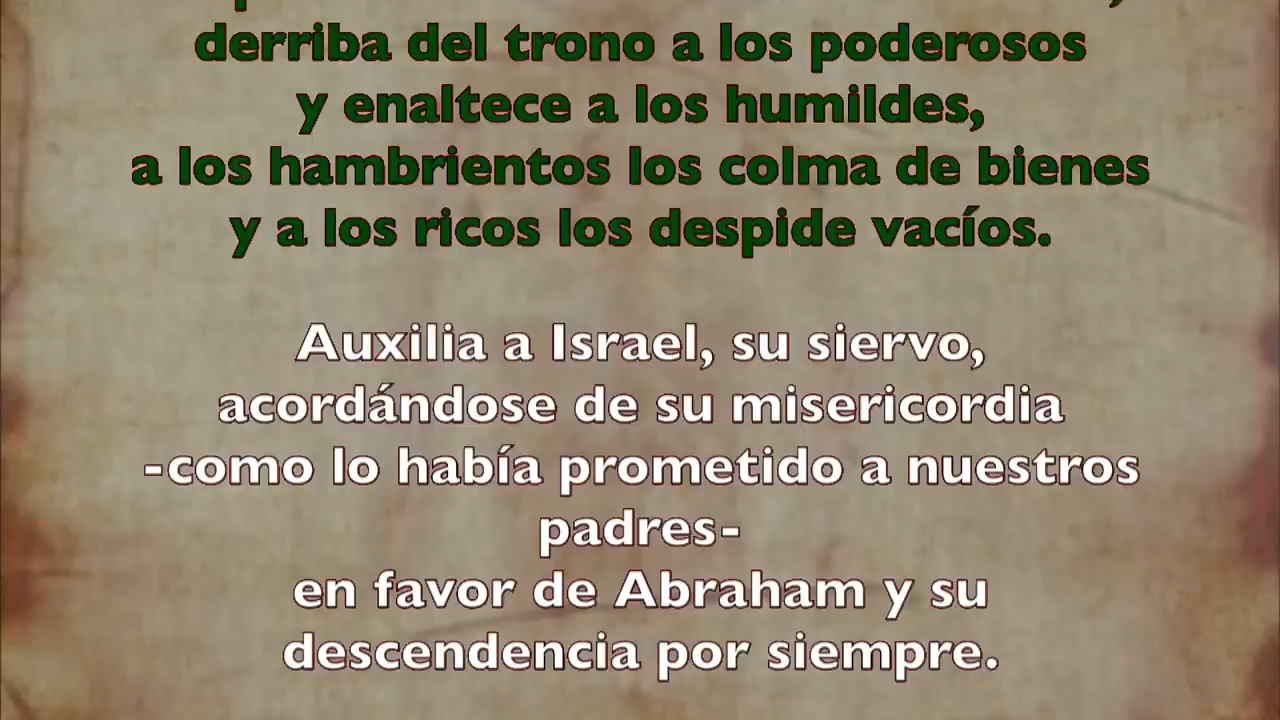 derriba del trono a los poderosos
y enaltece a los humildes,
a los hambrientos los colma de bienes
y a los ricos los despide vacíos.
Auxilia a Israel, su siervo,
acordándose de su misericordia
-como lo había prometido a nuestros
padres-
en favor de Abraham y su
descendencia por siempre.